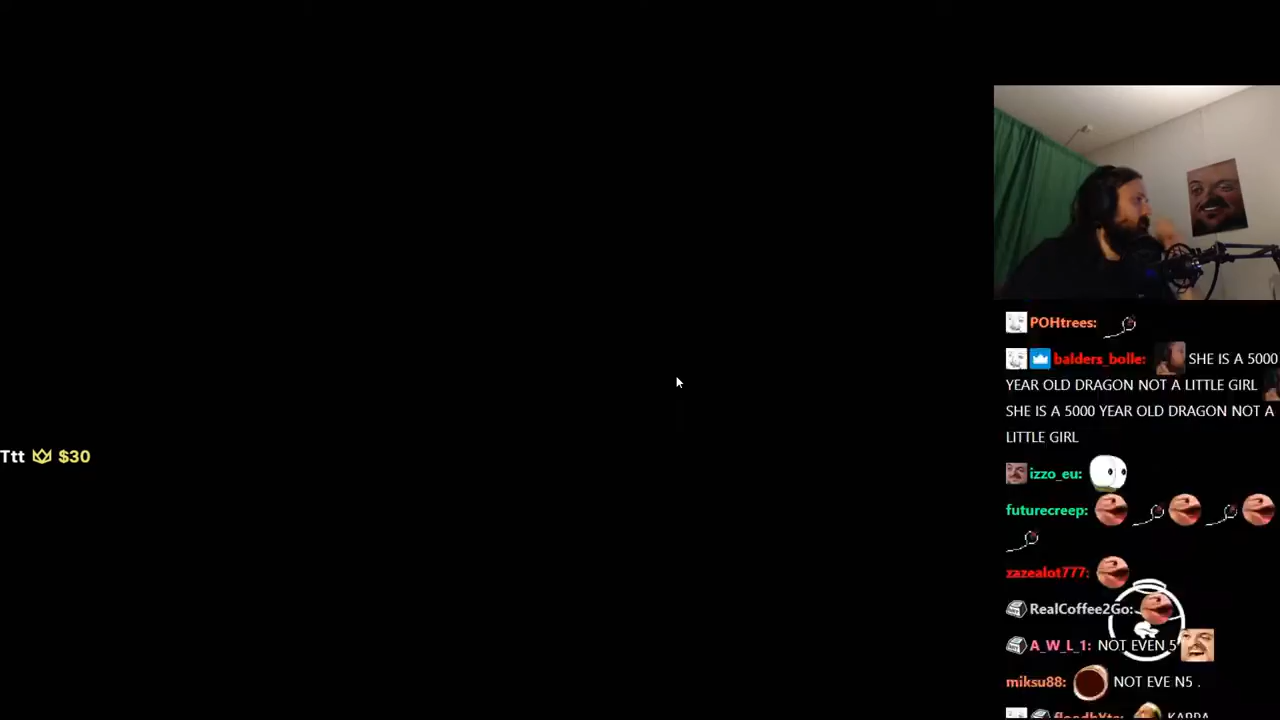 POHtrees:
balders_bolle: SHE IS A 5000
YEAR OLD DRAGON NOT A LITTLE GIRL
SHE IS A 5000 YEAR OLD DRAGON NOT A
LITTLE GIRL
Ttt $30
izzo_eu:
futurecreep:
zazealot777:
RealCoffee2Go:
A_W_L_1: NOT EVEN 5
miksu88: NOT EVE N5 .
KAPPA